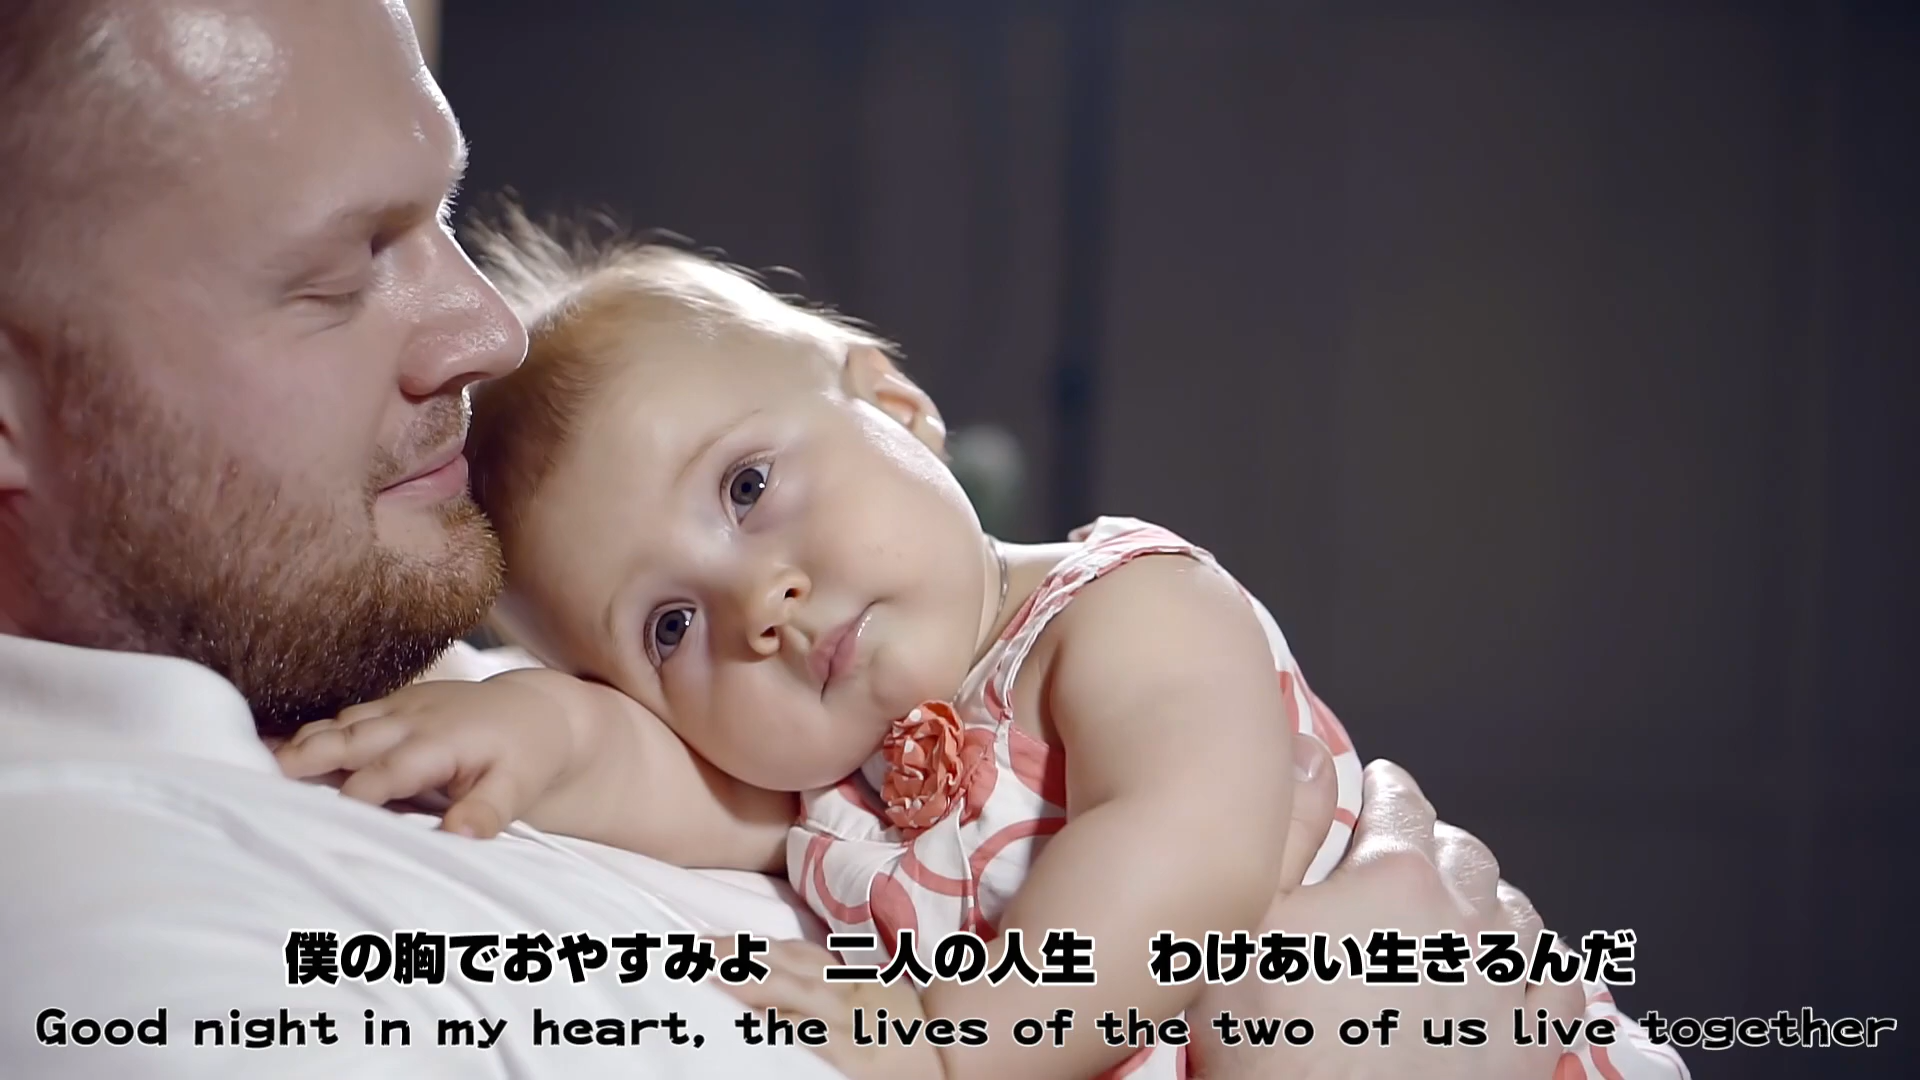 僕の胸でおやすみよ　二人の人生　わけあい生きるんだ
Good night in my heart, the lives of the two of us live together